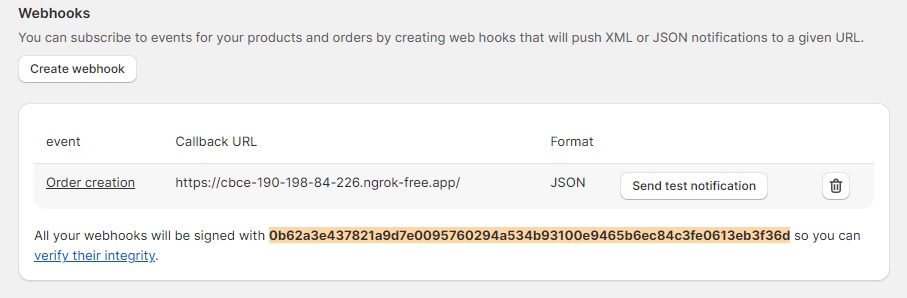 Webhooks
You can subscribe to events for your products and orders by creating web hooks that will push XML or JSON notifications to a given URL.
Create webhook
event Callback URL Format
Order creation https://cbce-190-198-84-226.ngrok-free.app/ JSON Send test notification
All your webhooks will be signed with 0b62a3e437821a9d7e0095760294a534b93100e9465b6ec84c3fe0613eb3f36d so you can
verify their integrity.